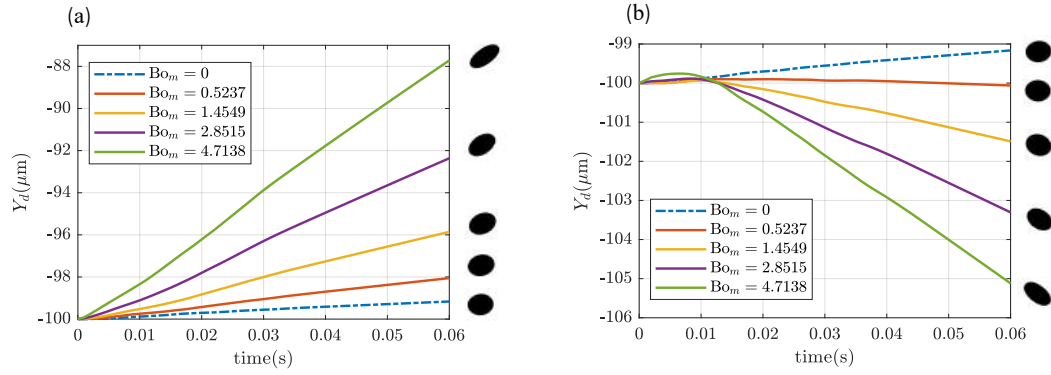 (a)
-88
-90
-92
-94
-96
-98
-100
Y_d(μm)
Bo_m = 0
Bo_m = 0.5237
Bo_m = 1.4549
Bo_m = 2.8515
Bo_m = 4.7138
0 0.01 0.02 0.03 0.04 0.05 0.06
time(s)
(b)
-99
-100
-101
-102
-103
-104
-105
-106
Y_d(μm)
Bo_m = 0
Bo_m = 0.5237
Bo_m = 1.4549
Bo_m = 2.8515
Bo_m = 4.7138
0 0.01 0.02 0.03 0.04 0.05 0.06
time(s)